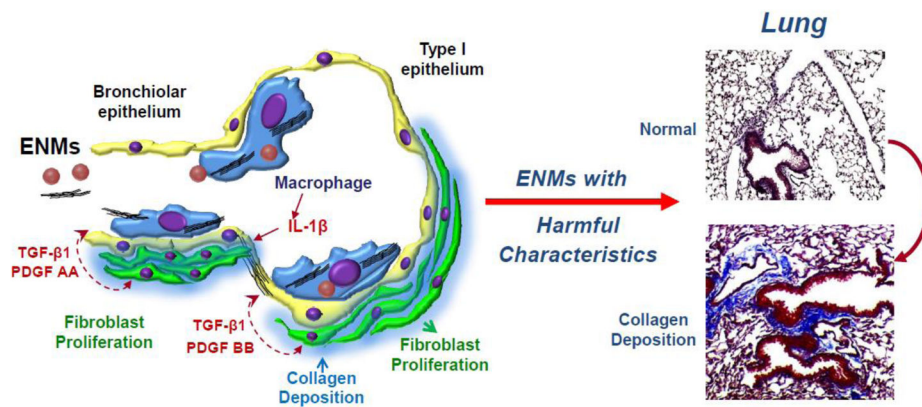 Lung
Type I
epithelium
Bronchiolar
epithelium
Normal
ENMs
Macrophage
ENMs with
IL-1β
Harmful
Characteristics
TGF-β1
PDGF AA
Fibroblast
Proliferation
TGF-β1
PDGF BB
Fibroblast
Proliferation
Collagen
Deposition
Collagen
Deposition